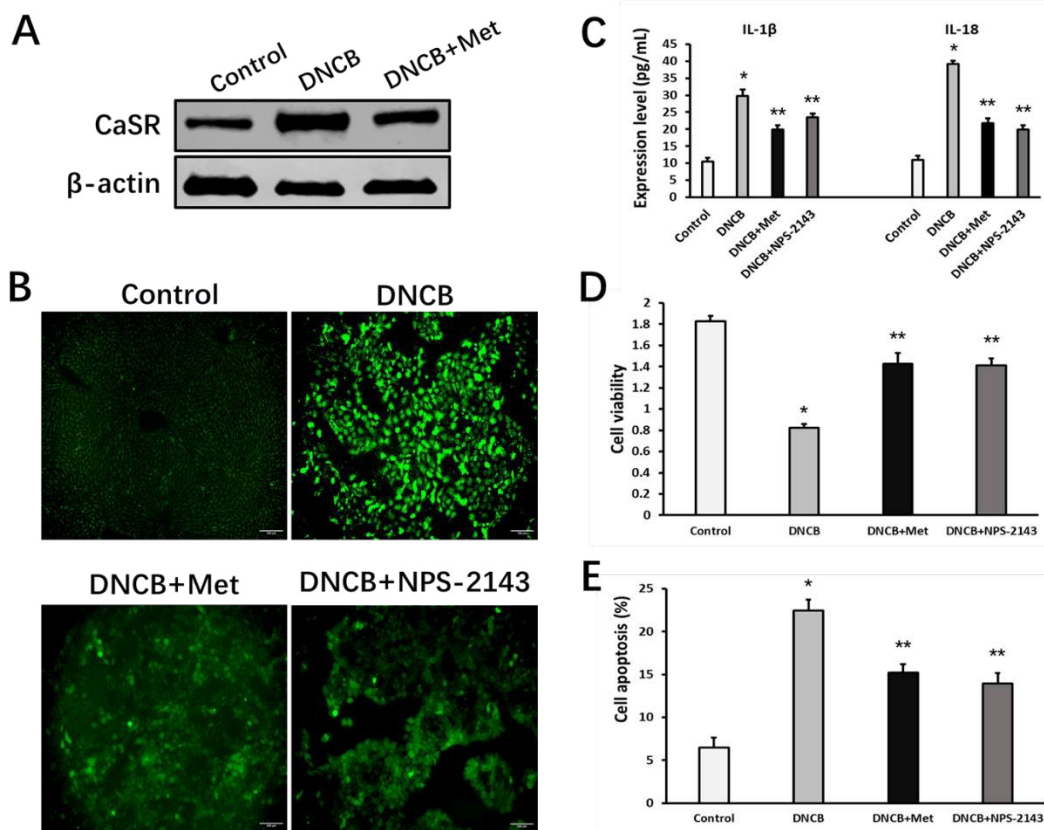 A
Control
DNCB
DNCB+Met
CaSR
β-actin
B
Control
DNCB
DNCB+Met
DNCB+NPS-2143
C
IL-1β
IL-18
Expression level (pg/mL)
45
40
35
30
25
20
15
10
5
0
*
**
**
*
**
**
Control
DNCB
DNCB+Met
DNCB+NPS-2143
Control
DNCB
DNCB+Met
DNCB+NPS-2143
D
Cell viability
2
1.8
1.6
1.4
1.2
1
0.8
0.6
0.4
0.2
0
*
**
**
Control
DNCB
DNCB+Met
DNCB+NPS-2143
E
Cell apoptosis (%)
25
20
15
10
5
0
*
**
**
Control
DNCB
DNCB+Met
DNCB+NPS-2143